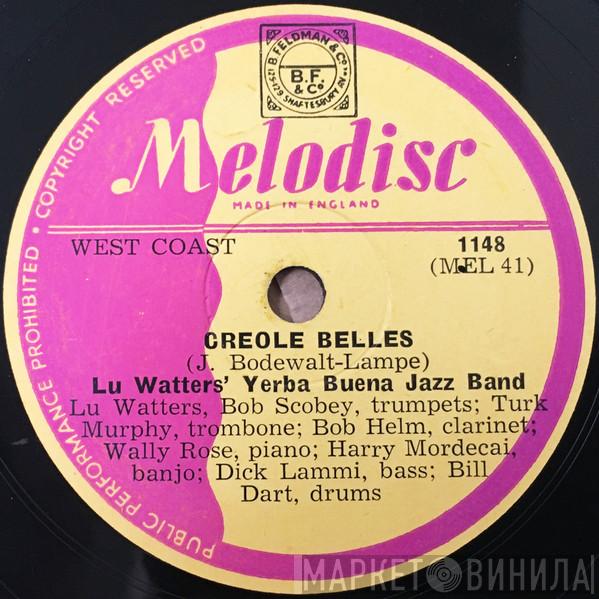 B. FELDMAN & Co
125-129 SHAFTESBURY AV.
B.F.
& Co
Melodisc
MADE IN ENGLAND
PUBLIC PERFORMANCE PROHIBITED • COPYRIGHT RESERVED
WEST COAST
1148
(MEL 41)
CREOLE BELLES
(J. Bodewalt-Lampe)
Lu Watters' Yerba Buena Jazz Band
Lu Watters, Bob Scobey, trumpets; Turk
Murphy, trombone; Bob Helm, clarinet;
Wally Rose, piano; Harry Mordecai,
banjo; Dick Lammi, bass; Bill
Dart, drums
МАРКЕТ ВИНИЛА